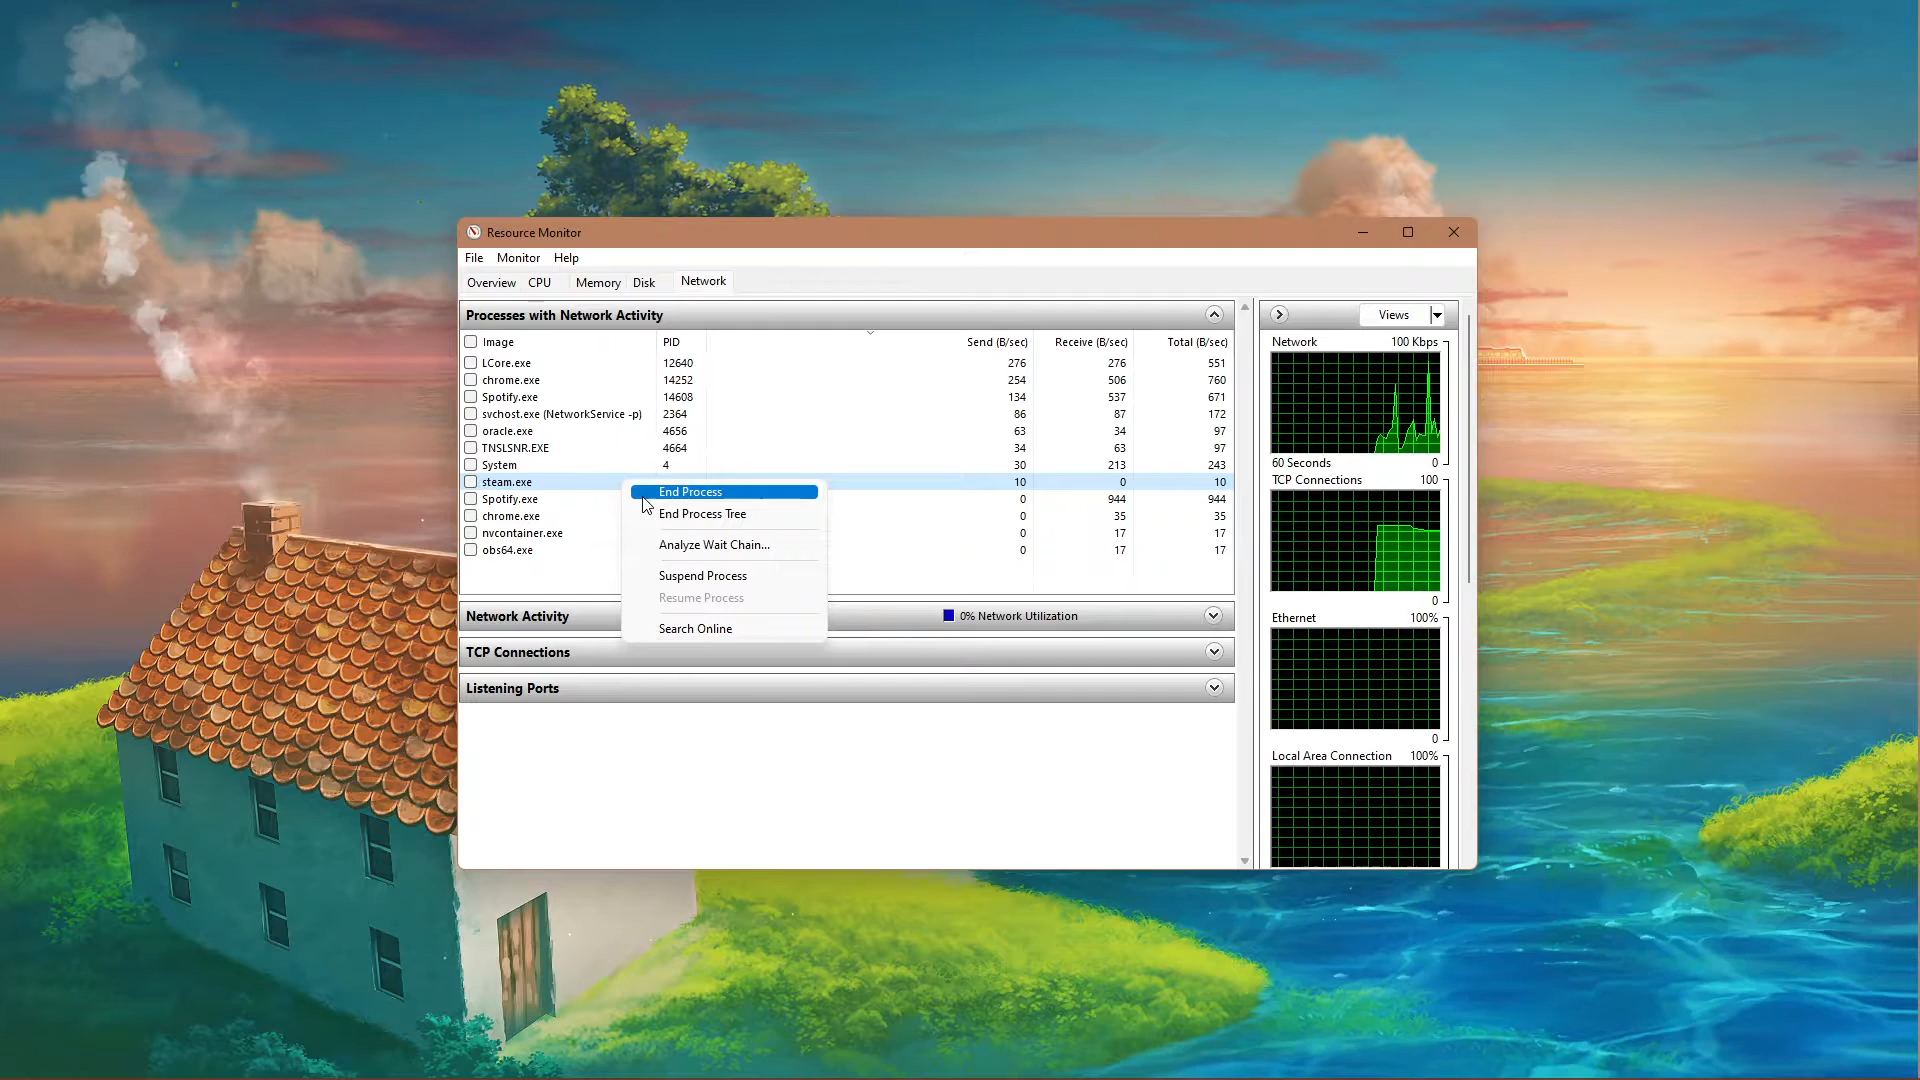 Resource Monitor
File Monitor Help
Overview CPU Memory Disk Network
Processes with Network Activity
Image PID Send (B/sec) Receive (B/sec) Total (B/sec)
LCore.exe 12640 276 276 551
chrome.exe 14252 254 506 760
Spotify.exe 14608 134 537 671
svchost.exe (NetworkService -p) 2364 86 87 172
oracle.exe 4656 63 34 97
TNSLSNR.EXE 4664 34 63 97
System 4 30 213 243
steam.exe 10 0 10
Spotify.exe 0 944 944
chrome.exe 0 35 35
nvcontainer.exe 0 17 17
obs64.exe 0 17 17
End Process
End Process Tree
Analyze Wait Chain...
Suspend Process
Resume Process
Search Online
Network Activity 0% Network Utilization
TCP Connections
Listening Ports
Views
Network 100 Kbps
60 Seconds 0
TCP Connections 100
0
Ethernet 100%
0
Local Area Connection 100%